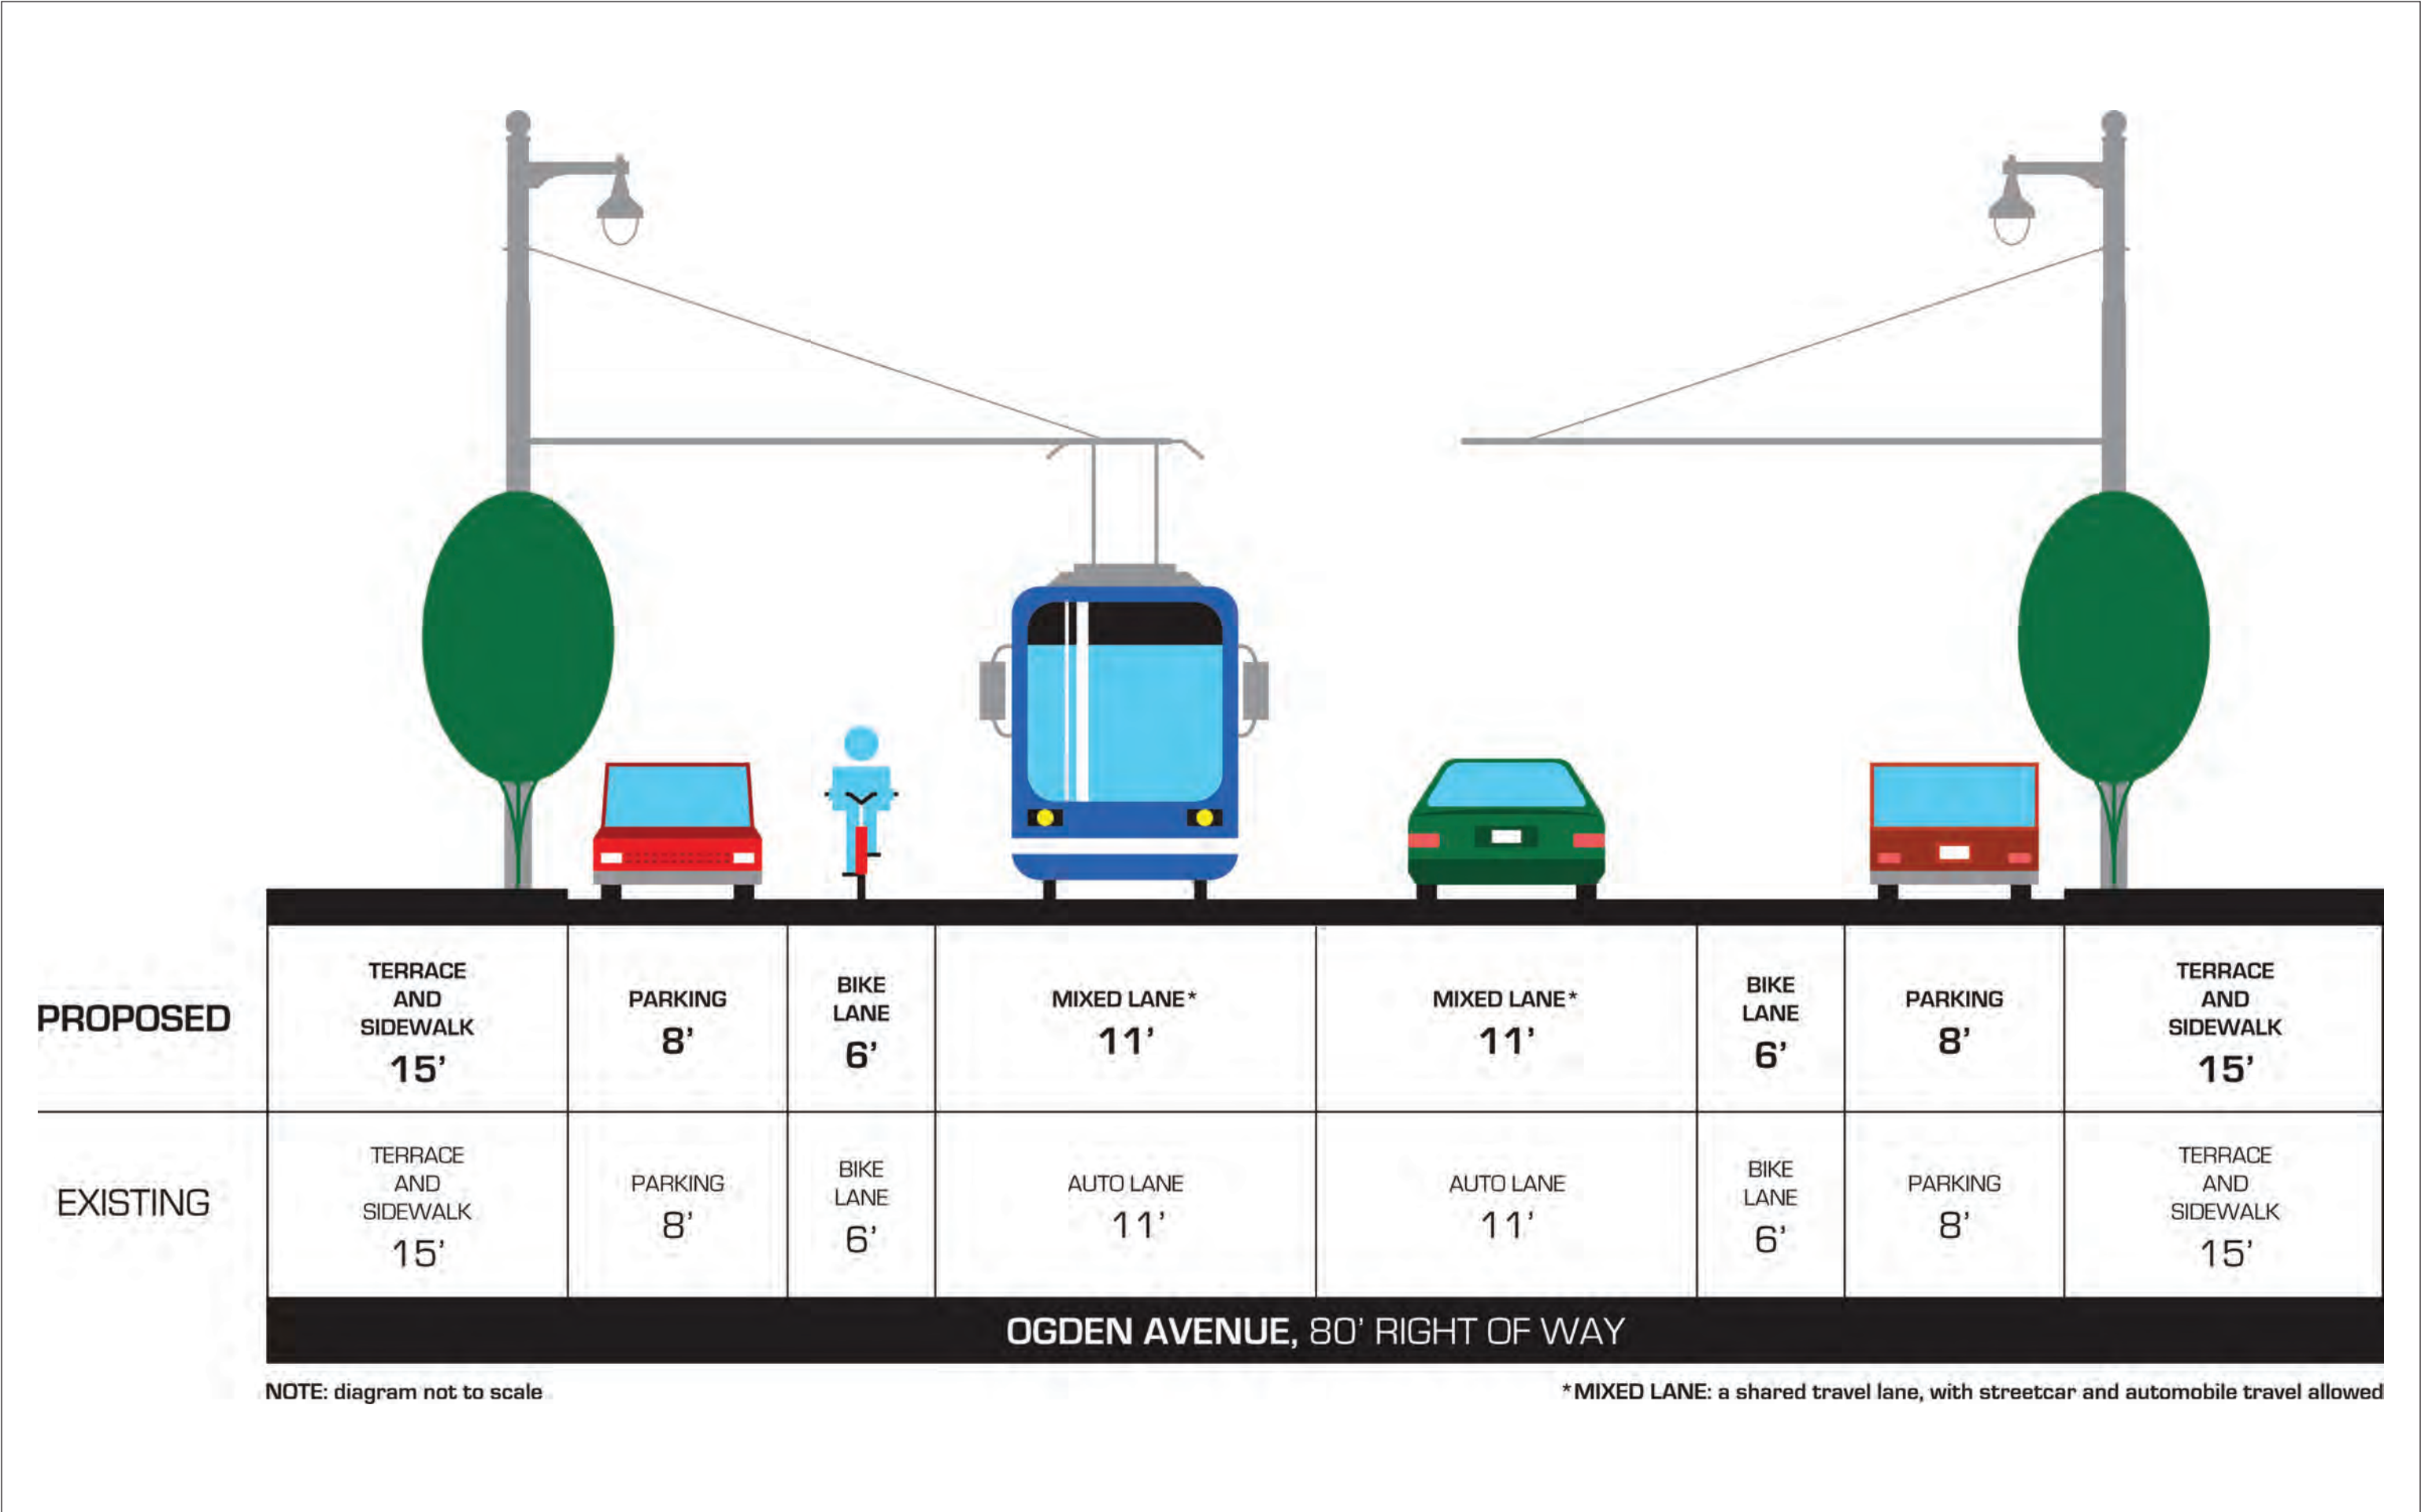 PROPOSED
TERRACE
AND
SIDEWALK
15’
PARKING
8’
BIKE
LANE
6’
MIXED LANE*
11’
MIXED LANE*
11’
BIKE
LANE
6’
PARKING
8’
TERRACE
AND
SIDEWALK
15’
EXISTING
TERRACE
AND
SIDEWALK
15’
PARKING
8’
BIKE
LANE
6’
AUTO LANE
11’
AUTO LANE
11’
BIKE
LANE
6’
PARKING
8’
TERRACE
AND
SIDEWALK
15’
OGDEN AVENUE, 80’ RIGHT OF WAY
NOTE: diagram not to scale
*MIXED LANE: a shared travel lane, with streetcar and automobile travel allowed